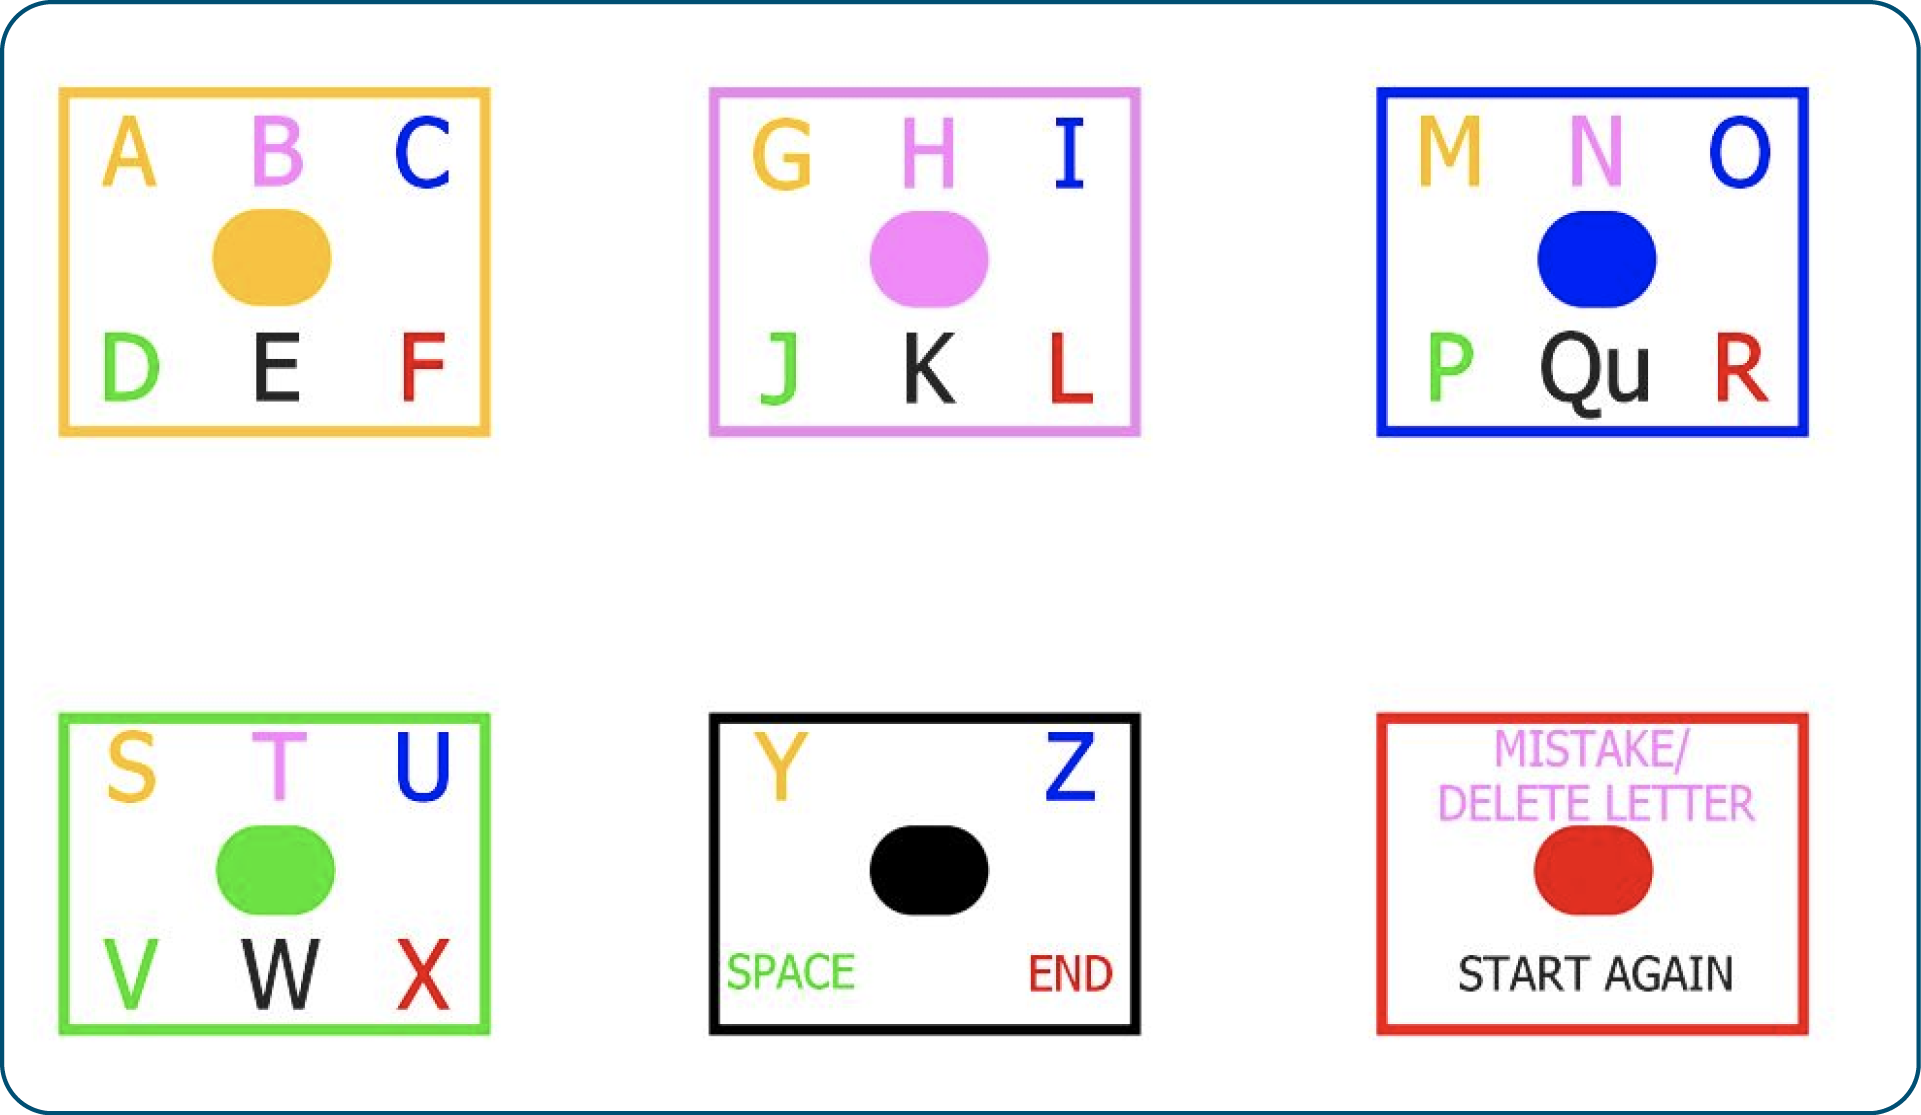 A B C
D E F
G H I
J K L
M N O
P Qu R
S T U
V W X
Y Z
SPACE END
MISTAKE/
DELETE LETTER
START AGAIN